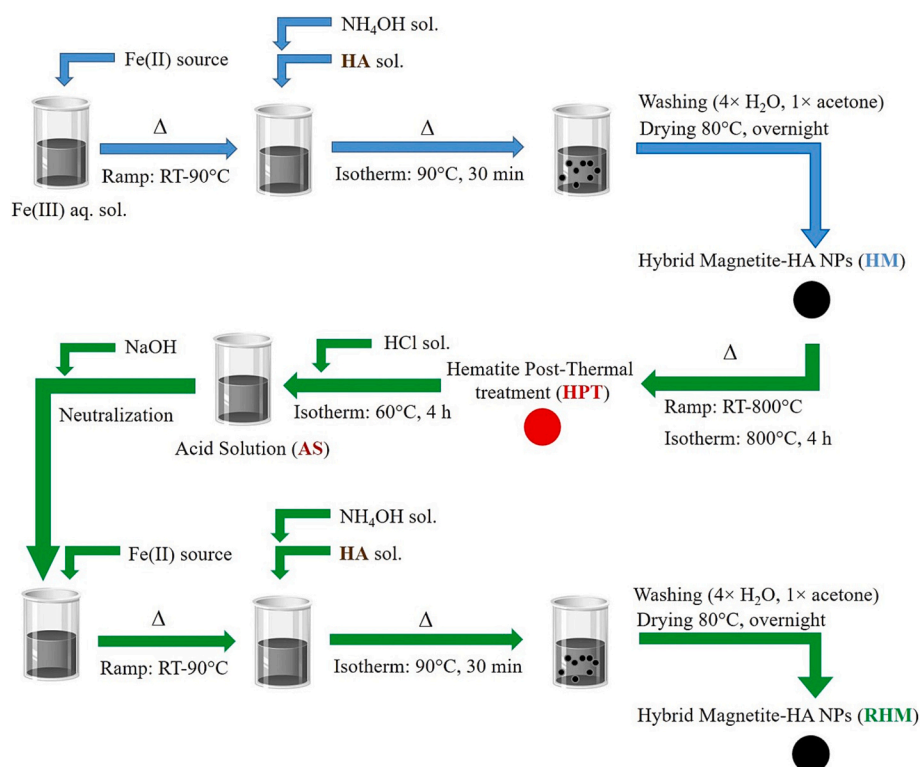 NH₄OH sol.
Fe(II) source
HA sol.
Δ
Ramp: RT-90°C
Fe(III) aq. sol.
Δ
Isotherm: 90°C, 30 min
Washing (4× H₂O, 1× acetone)
Drying 80°C, overnight
Hybrid Magnetite-HA NPs (HM)
Δ
Ramp: RT-800°C
Isotherm: 800°C, 4 h
Hematite Post-Thermal
treatment (HPT)
HCl sol.
Isotherm: 60°C, 4 h
Acid Solution (AS)
NaOH
Neutralization
Fe(II) source
NH₄OH sol.
HA sol.
Δ
Ramp: RT-90°C
Δ
Isotherm: 90°C, 30 min
Washing (4× H₂O, 1× acetone)
Drying 80°C, overnight
Hybrid Magnetite-HA NPs (RHM)